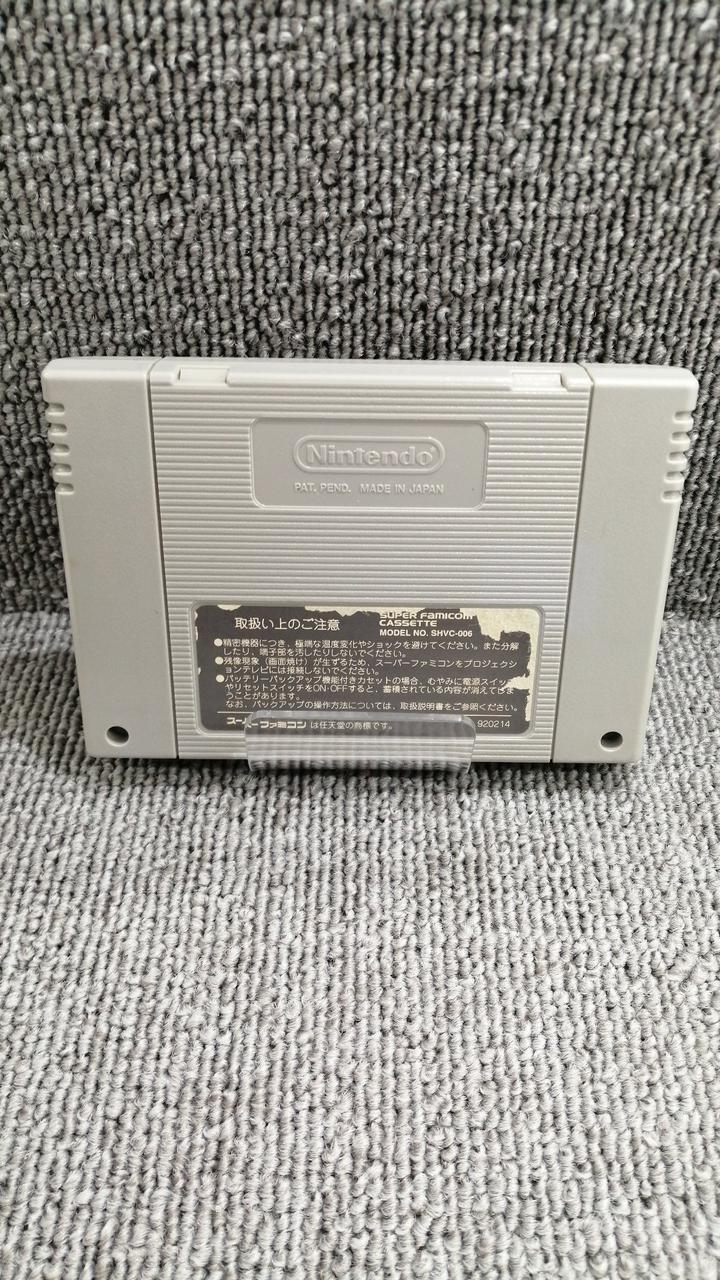 Nintendo
PAT. PEND. MADE IN JAPAN
取扱い上のご注意
SUPER FAMICOM
CASSETTE
MODEL NO. SHVC-006
●精密機器につき、極端な温度変化やショックを避けてください。また分解
したり、端子部を汚したりしないでください。
●残像現象（画面焼け）が生ずるため、スーパーファミコンをプロジェクシ
ョンテレビには接続しないでください。
●バッテリーバックアップ機能付きカセットの場合、むやみに電源スイッ
やリセットスイッチをON・OFFすると、蓄積されている内容が消えてしま
うことがあります。
なお、バックアップの操作方法については、取扱説明書をご参照ください。
スーパーファミコン は任天堂の商標です。
920214